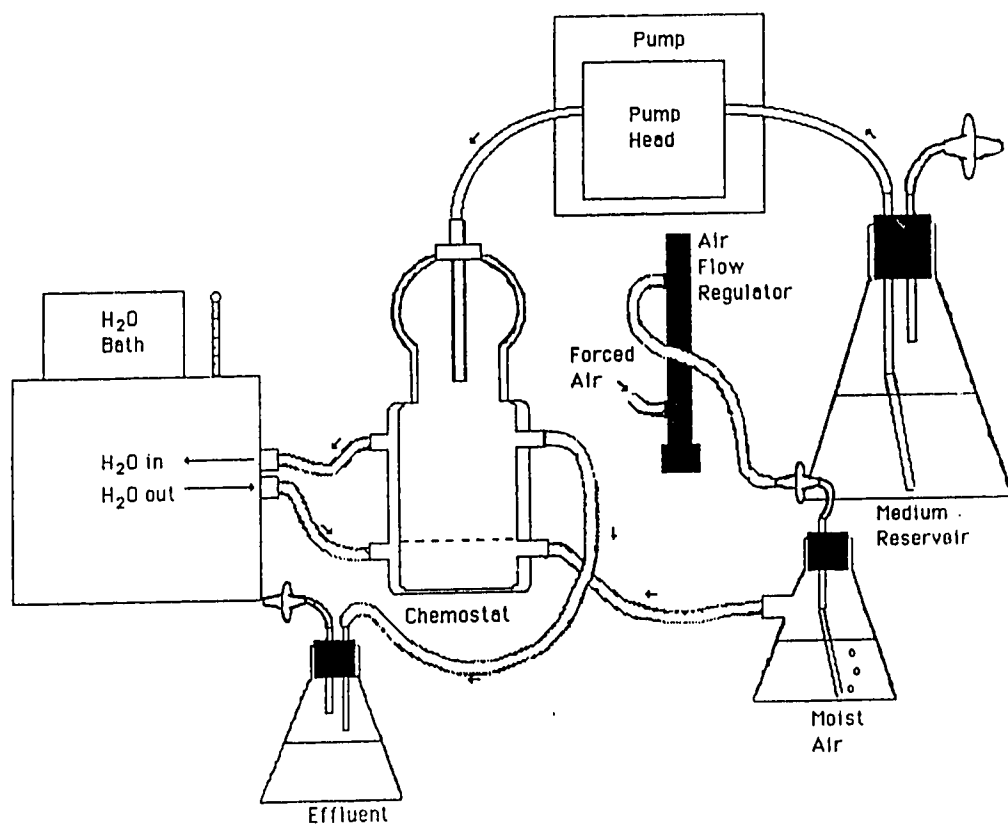 Pump
Pump
Head
Air
Flow
Regulator
H₂O
Bath
Forced
Air
H₂O in
H₂O out
Medium
Reservoir
Chemostat
Moist
Air
Effluent